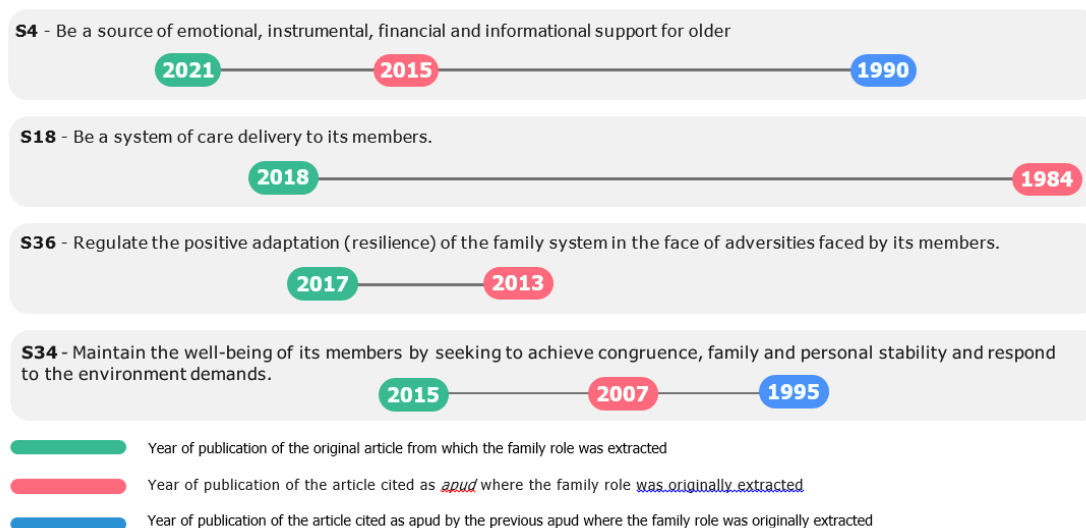 S4 - Be a source of emotional, instrumental, financial and informational support for older
2021 2015 1990
S18 - Be a system of care delivery to its members.
2018 1984
S36 - Regulate the positive adaptation (resilience) of the family system in the face of adversities faced by its members.
2017 2013
S34 - Maintain the well-being of its members by seeking to achieve congruence, family and personal stability and respond
to the environment demands.
2015 2007 1995
Year of publication of the original article from which the family role was extracted
Year of publication of the article cited as apud where the family role was originally extracted
Year of publication of the article cited as apud by the previous apud where the family role was originally extracted